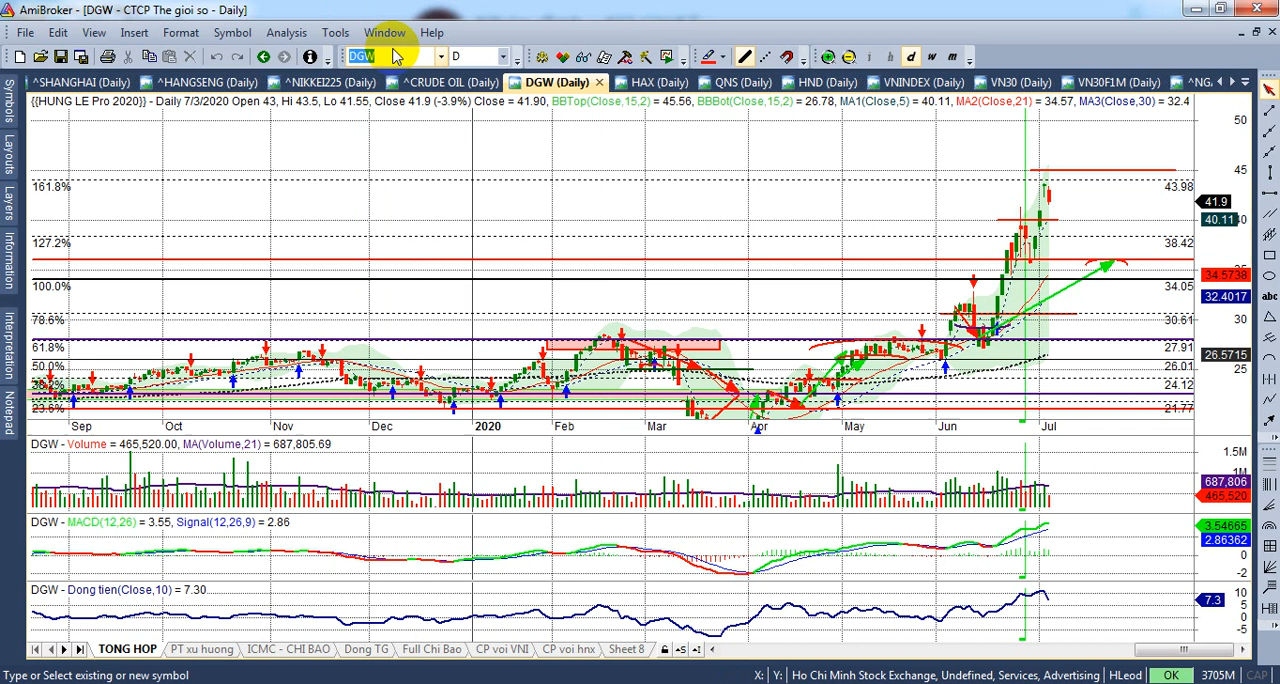 AmiBroker - [DGW - CTCP The gioi so - Daily]
File Edit View Insert Format Symbol Analysis Tools Window Help
DGW D i h d w m
^SHANGHAI (Daily) ^HANGSENG (Daily) ^NIKKEI225 (Daily) ^CRUDE OIL (Daily) DGW (Daily) HAX (Daily) QNS (Daily) HND (Daily) VNINDEX (Daily) VN30 (Daily) VN30F1M (Daily) ^NG
{{HUNG LE Pro 2020}} - Daily 7/3/2020 Open 43, Hi 43.5, Lo 41.55, Close 41.9 (-3.9%) Close = 41.90, BBTop(Close,15,2) = 45.56, BBBot(Close,15,2) = 26.78, MA1(Close,5) = 40.11, MA2(Close,21) = 34.57, MA3(Close,30) = 32.4
Symbols
Layouts
Layers
Information
Interpretation
Notepad
50
45
161.8% 43.98
41.9
40.11
127.2% 38.42
34.5738
100.0% 34.05
32.4017
78.6% 30.61
61.8% 27.91
26.5715
50.0% 26.01
25
24.12
23.6% 21.77
Sep Oct Nov Dec 2020 Feb Mar Apr May Jun Jul
DGW - Volume = 465,520.00, MA(Volume,21) = 687,805.69
1.5M
1M
687,806
465,520
DGW - MACD(12,26) = 3.55, Signal(12,26,9) = 2.86
3.54665
2.86362
0
-2
DGW - Dong tien(Close,10) = 7.30
10
7.3
5
0
-5
TONG HOP PT xu huong ICMC - CHI BAO Dong TG Full Chi Bao CP voi VNI CP voi hnx Sheet 8
Type or Select existing or new symbol X: Y: Ho Chi Minh Stock Exchange, Undefined, Services, Advertising HLeod OK 3705M CAP
abc